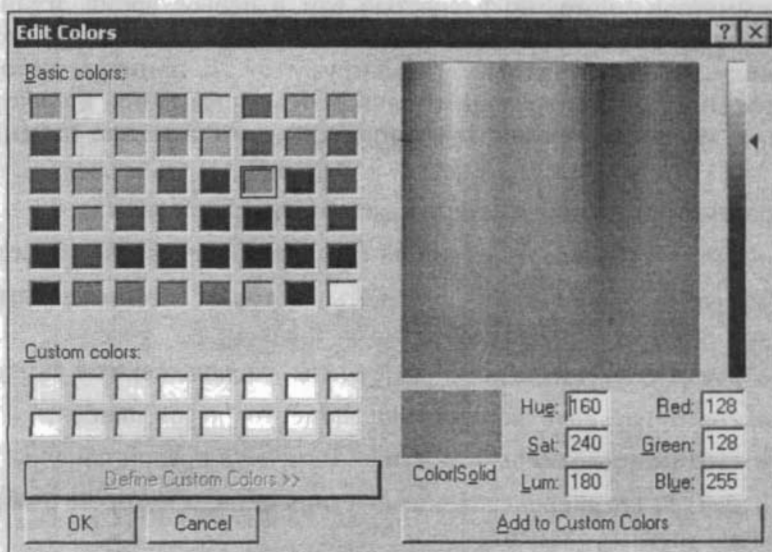 Edit Colors
Basic colors:
Custom colors:
Define Custom Colors >>
OK Cancel
Color|Solid
Hue: 160 Red: 128
Sat: 240 Green: 128
Lum: 180 Blue: 255
Add to Custom Colors